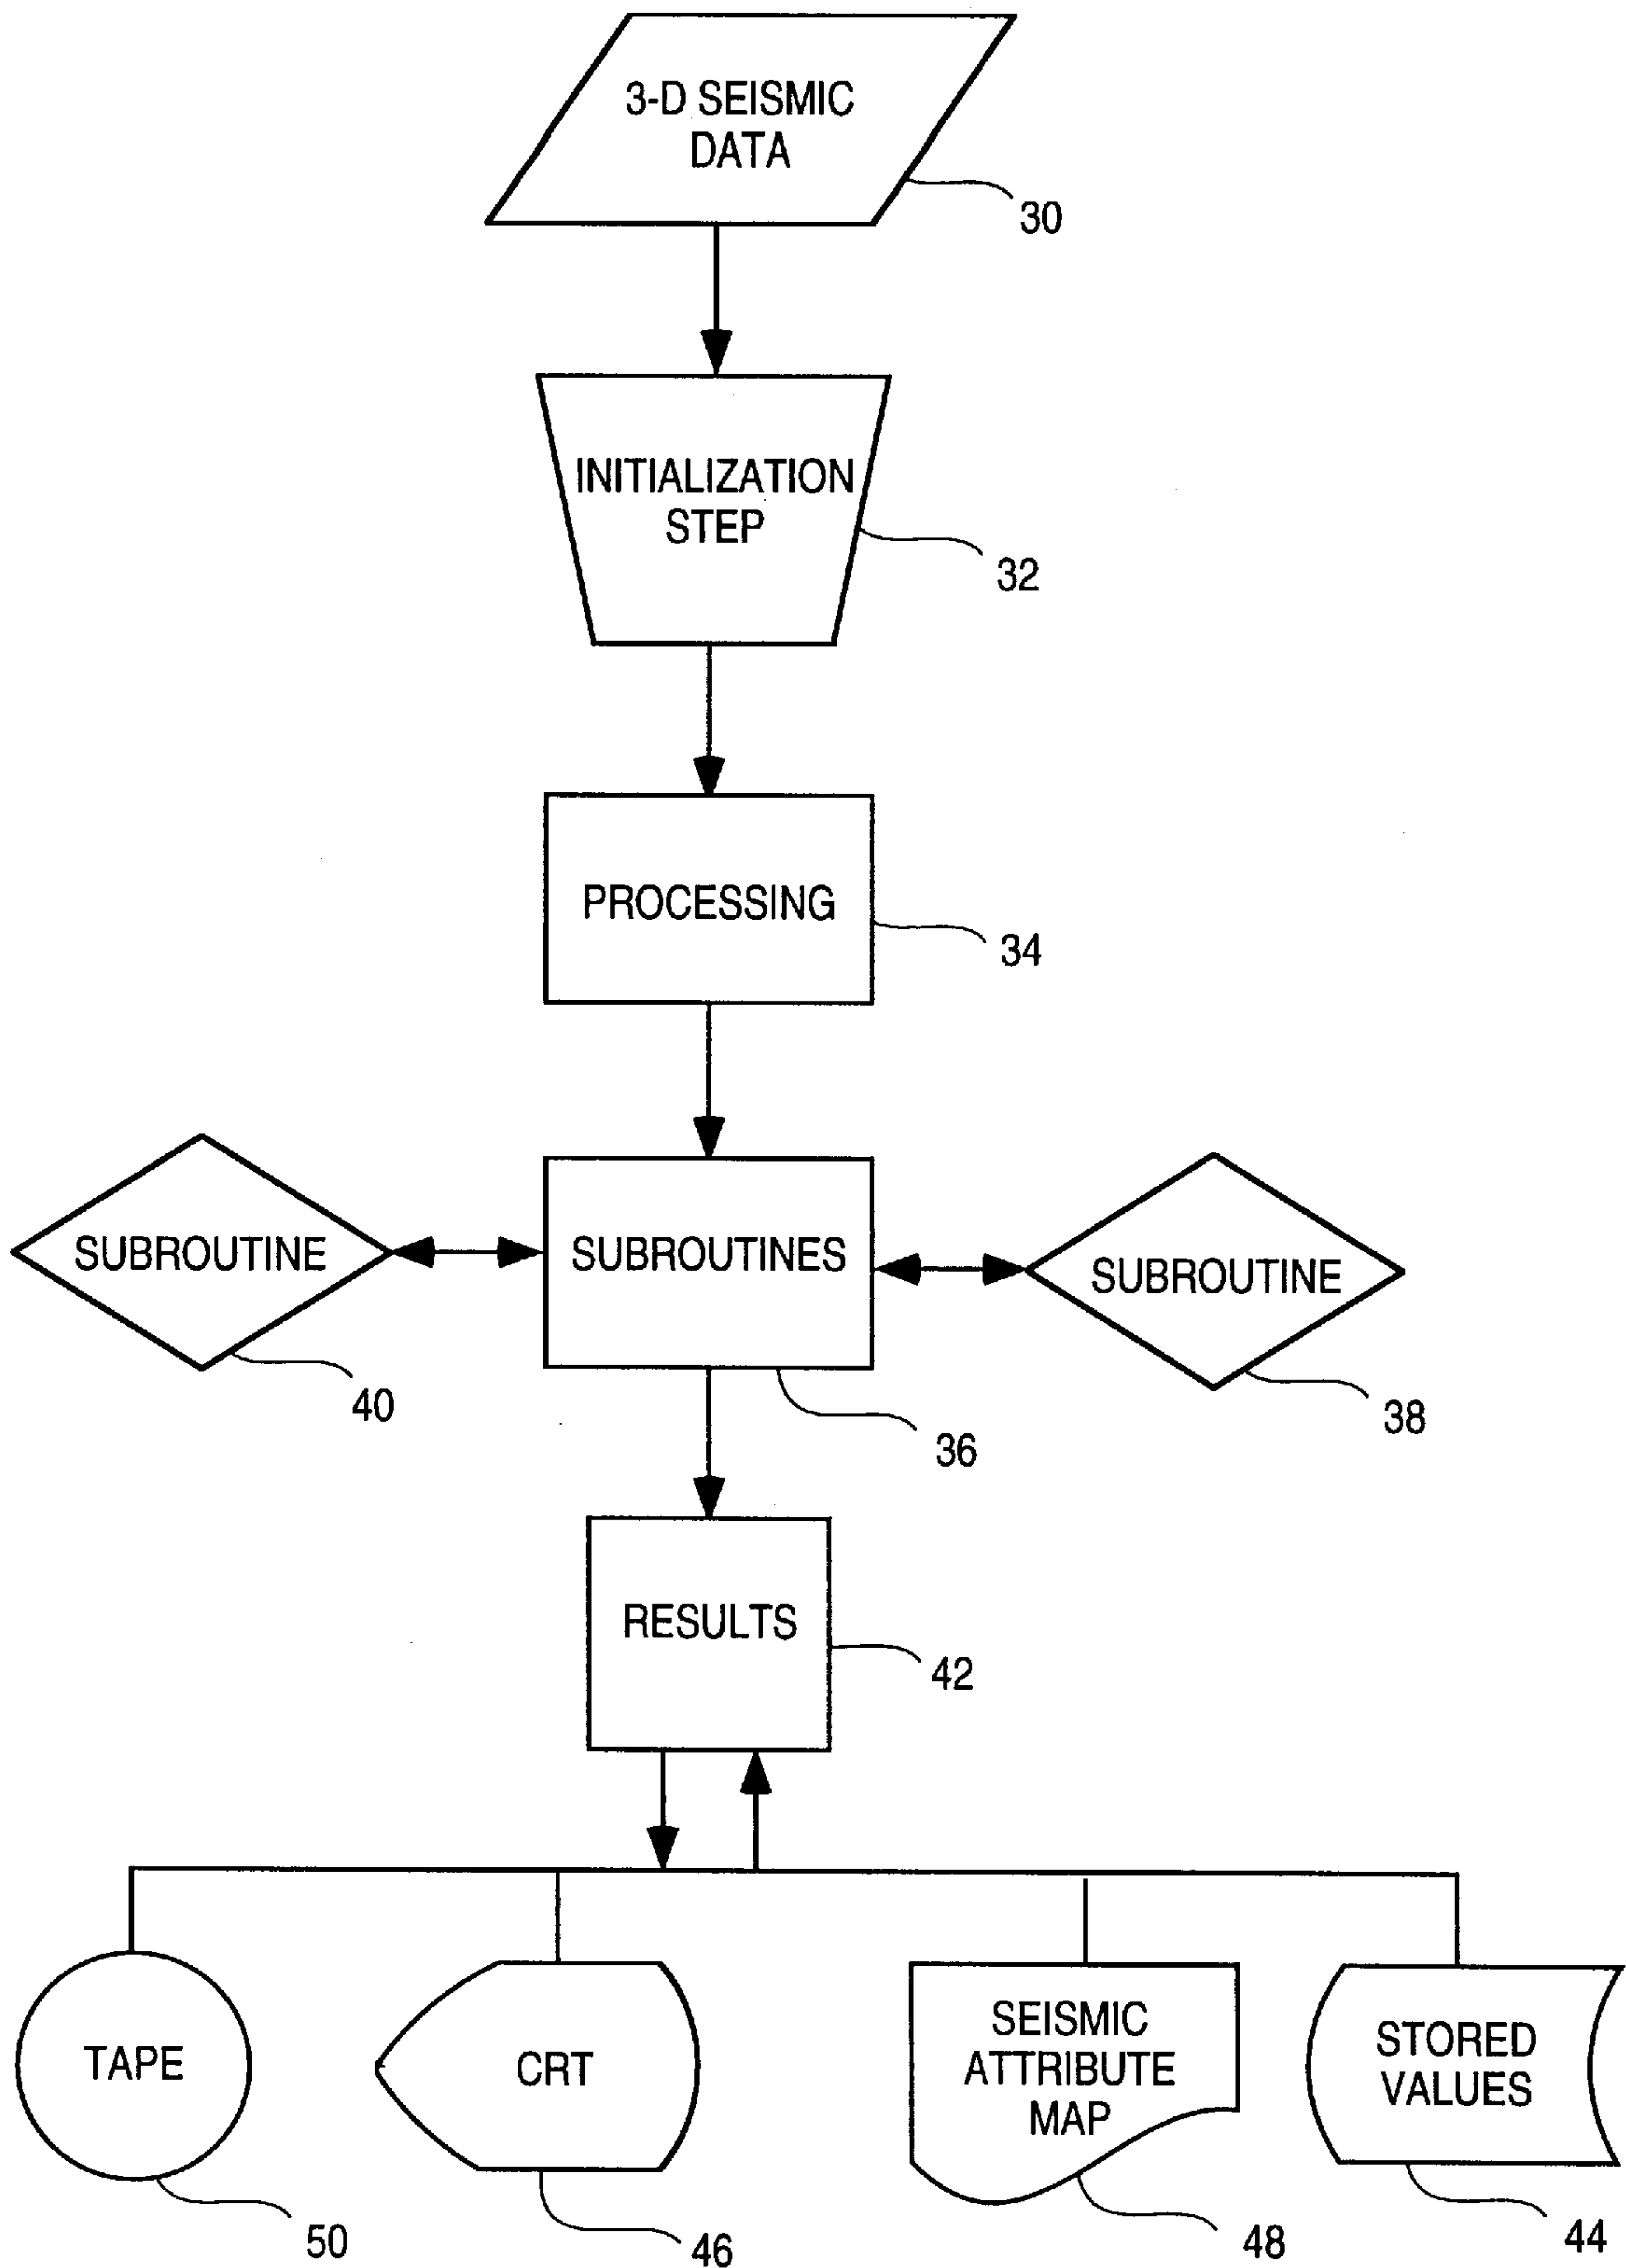 3-D SEISMIC
DATA
30
INITIALIZATION
STEP
32
PROCESSING
34
SUBROUTINE
40
SUBROUTINES
36
SUBROUTINE
38
RESULTS
42
TAPE
50
CRT
46
SEISMIC
ATTRIBUTE
MAP
48
STORED
VALUES
44